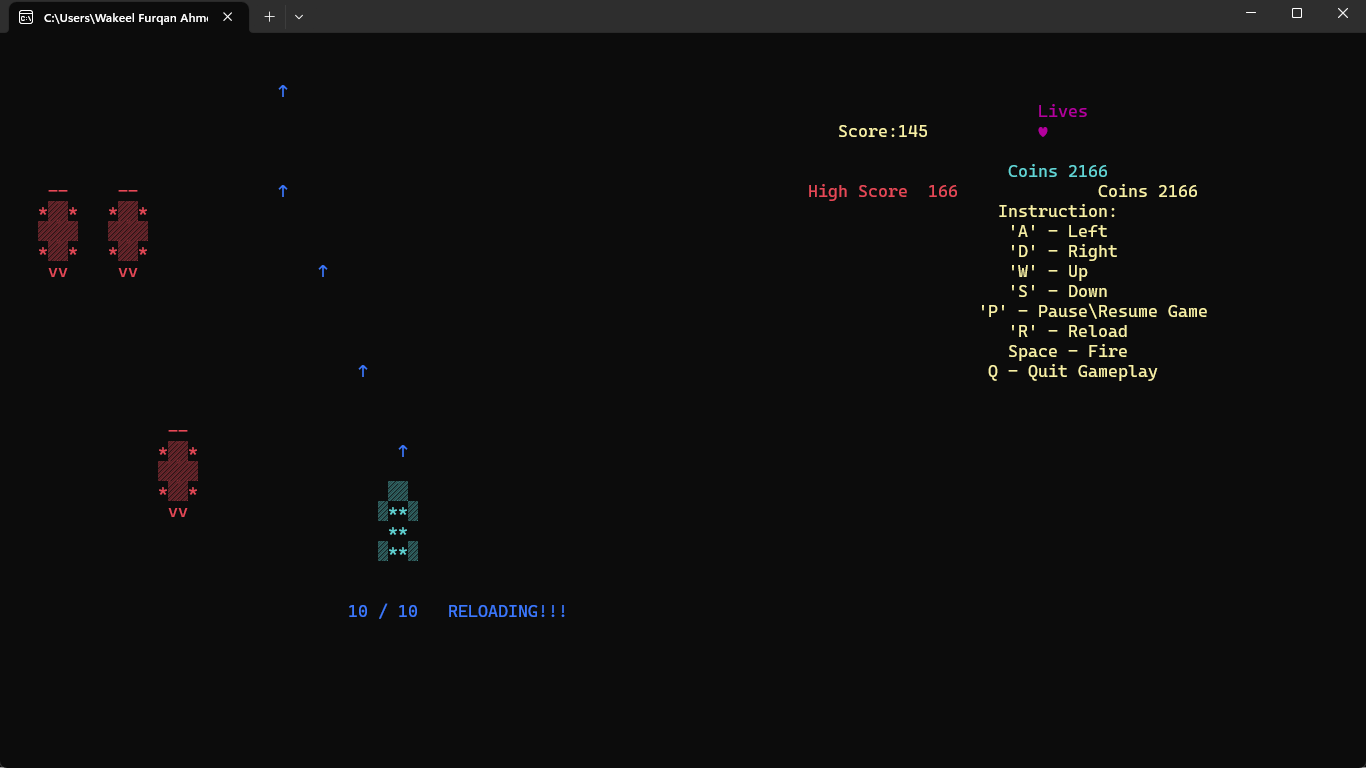 C:\Users\Wakeel Furqan Ahm
Lives
Score:145
♥
Coins 2166
High Score 166
Coins 2166
Instruction:
'A' - Left
'D' - Right
'W' - Up
'S' - Down
'P' - Pause\Resume Game
'R' - Reload
Space - Fire
Q - Quit Gameplay
10 / 10 RELOADING!!!